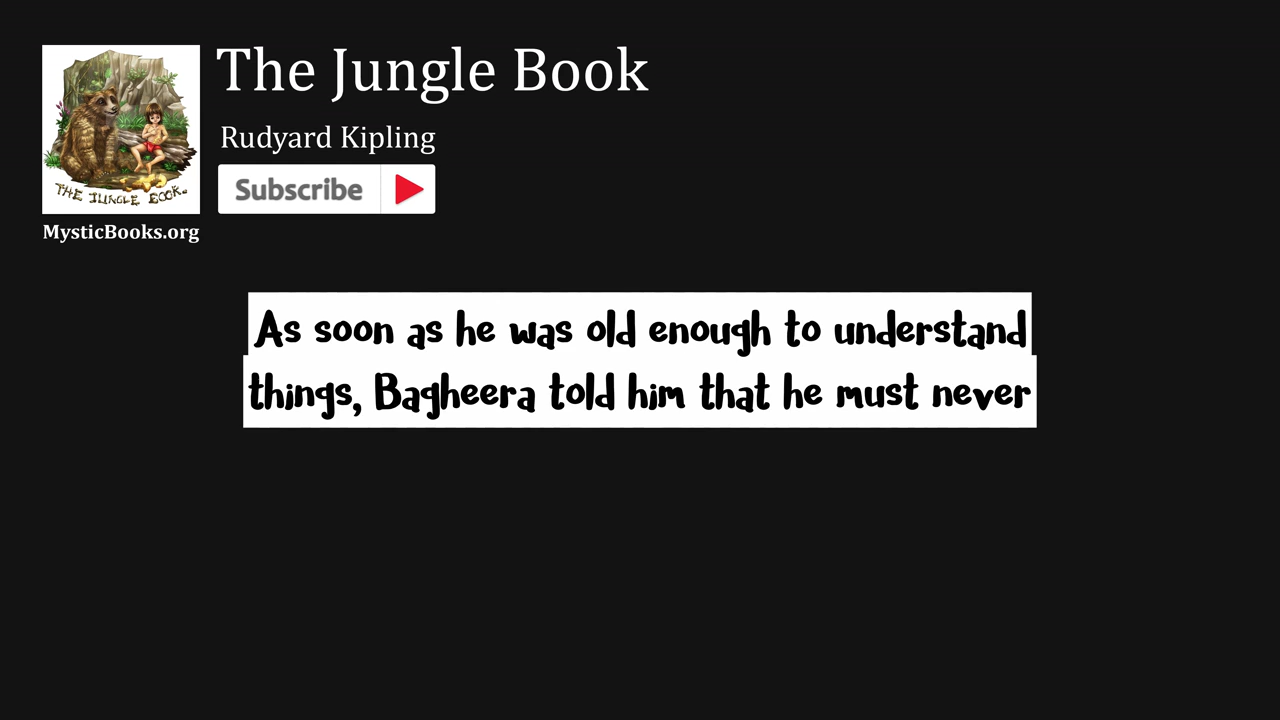 The Jungle Book
Rudyard Kipling
Subscribe
THE JUNGLE BOOK.
MysticBooks.org
As soon as he was old enough to understand
things, Bagheera told him that he must never